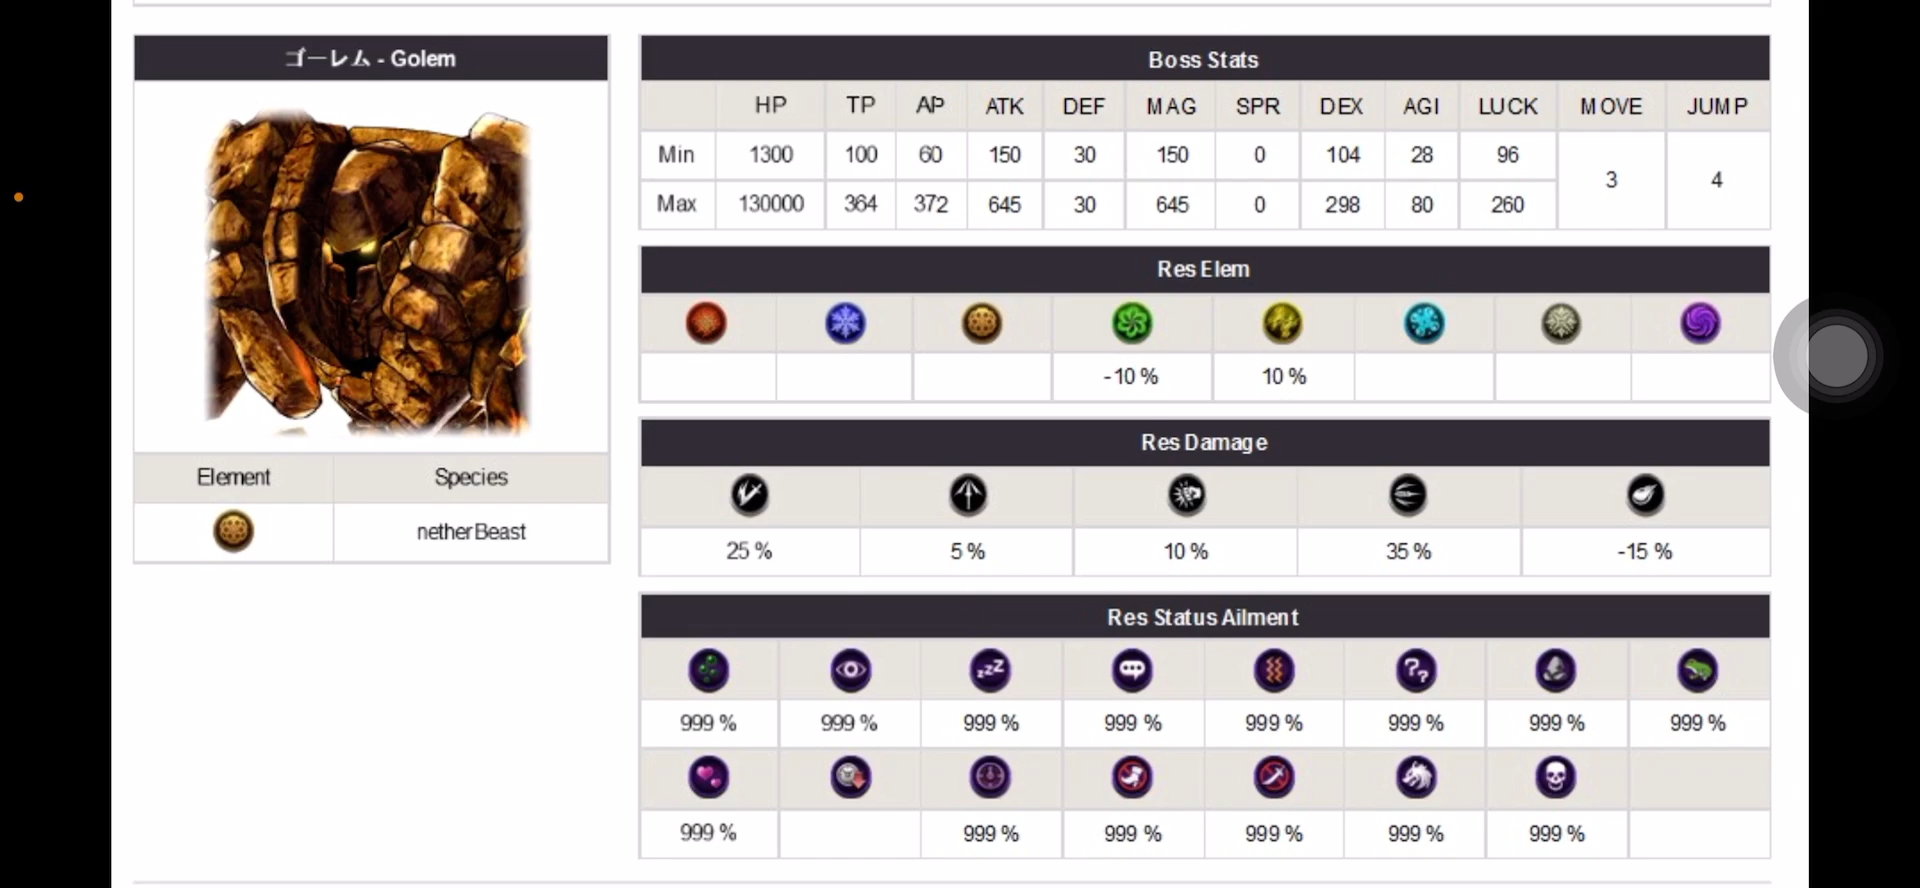 ゴーレム - Golem
Element Species
netherBeast
Boss Stats
HP TP AP ATK DEF MAG SPR DEX AGI LUCK MOVE JUMP
Min 1300 100 60 150 30 150 0 104 28 96 3 4
Max 130000 364 372 645 30 645 0 298 80 260
Res Elem
-10 % 10 %
Res Damage
25 % 5 % 10 % 35 % -15 %
Res Status Ailment
zzZ ??
999 % 999 % 999 % 999 % 999 % 999 % 999 % 999 %
999 % 999 % 999 % 999 % 999 % 999 %